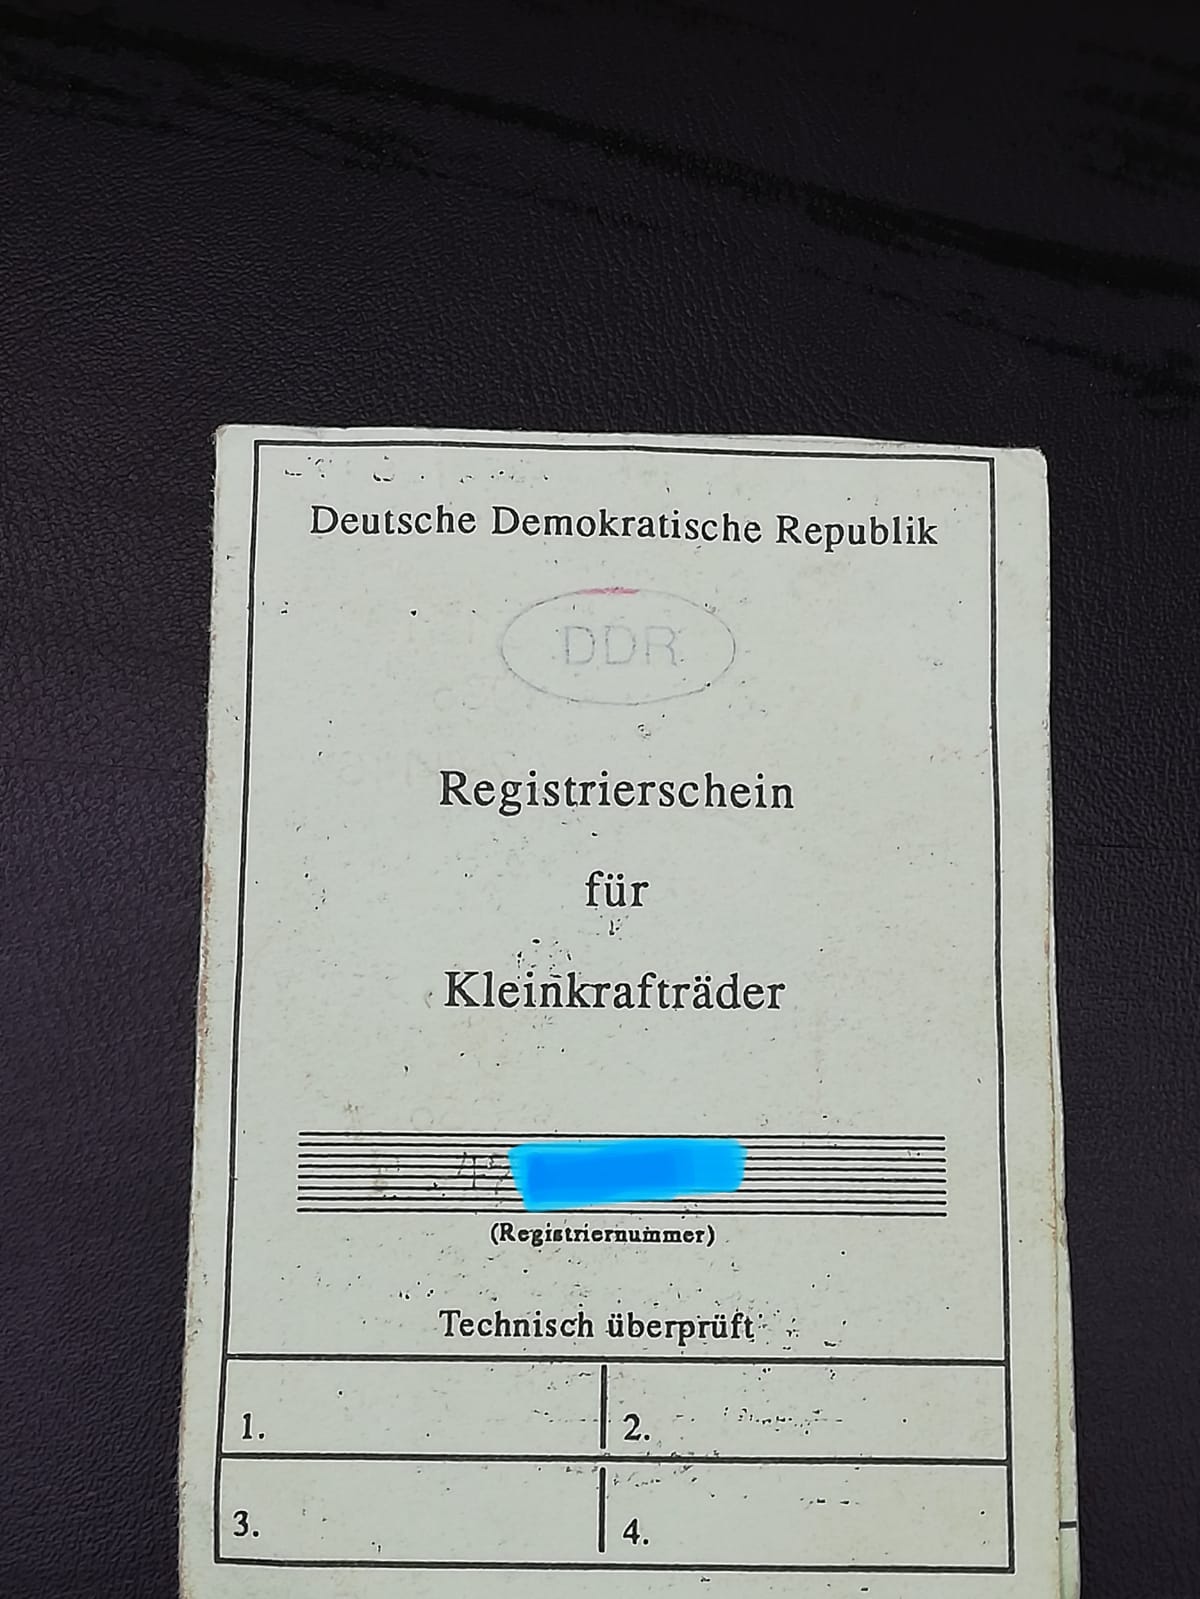 Deutsche Demokratische Republik
DDR
Registrierschein
für
Kleinkrafträder
(Registriernummer)
Technisch überprüft
1.
2.
3.
4.